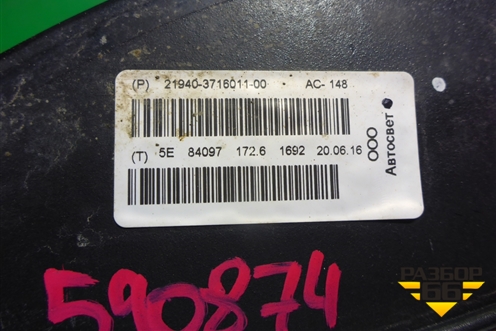 (P) 21940-3716011-00 AC- 148
(T) 5E 84097 172.6 1692 20.06.16
ООО
Автосвет
590874
РАЗБОР
66